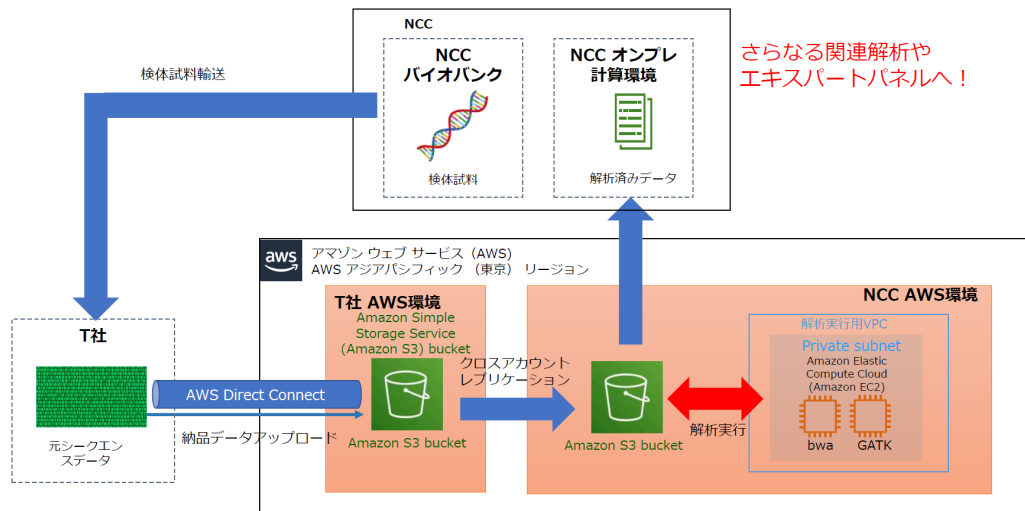 NCC
NCC
バイオバンク
検体試料
NCC オンプレ
計算環境
解析済みデータ
さらなる関連解析や
エキスパートパネルへ！
検体試料輸送
aws
アマゾン ウェブ サービス（AWS）
AWS アジアパシフィック （東京） リージョン
T社
元シークエン
スデータ
AWS Direct Connect
納品データアップロード
T社 AWS環境
Amazon Simple
Storage Service
(Amazon S3) bucket
Amazon S3 bucket
クロスアカウント
レプリケーション
NCC AWS環境
Amazon S3 bucket
解析実行
解析実行用VPC
Private subnet
Amazon Elastic
Compute Cloud
(Amazon EC2)
bwa
GATK